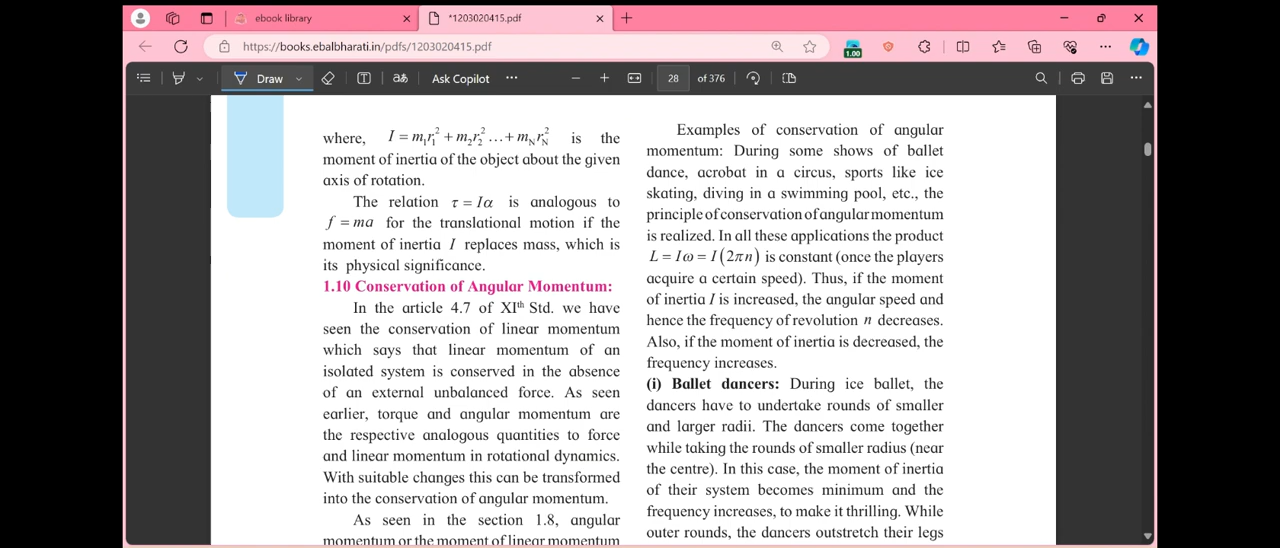 ebook library
*1203020415.pdf
https://books.ebalbharati.in/pdfs/1203020415.pdf
1.00
Draw
T
aあ
Ask Copilot
28
of 376
where, I = m₁r₁² + m₂r₂² ...+ m_N r_N² is the
moment of inertia of the object about the given
axis of rotation.
The relation τ = Iα is analogous to
f = ma for the translational motion if the
moment of inertia I replaces mass, which is
its physical significance.
1.10 Conservation of Angular Momentum:
In the article 4.7 of XIth Std. we have
seen the conservation of linear momentum
which says that linear momentum of an
isolated system is conserved in the absence
of an external unbalanced force. As seen
earlier, torque and angular momentum are
the respective analogous quantities to force
and linear momentum in rotational dynamics.
With suitable changes this can be transformed
into the conservation of angular momentum.
As seen in the section 1.8, angular
momentum or the moment of linear momentum
Examples of conservation of angular
momentum: During some shows of ballet
dance, acrobat in a circus, sports like ice
skating, diving in a swimming pool, etc., the
principle of conservation of angular momentum
is realized. In all these applications the product
L = Iω = I(2πn) is constant (once the players
acquire a certain speed). Thus, if the moment
of inertia I is increased, the angular speed and
hence the frequency of revolution n decreases.
Also, if the moment of inertia is decreased, the
frequency increases.
(i) Ballet dancers: During ice ballet, the
dancers have to undertake rounds of smaller
and larger radii. The dancers come together
while taking the rounds of smaller radius (near
the centre). In this case, the moment of inertia
of their system becomes minimum and the
frequency increases, to make it thrilling. While
outer rounds, the dancers outstretch their legs